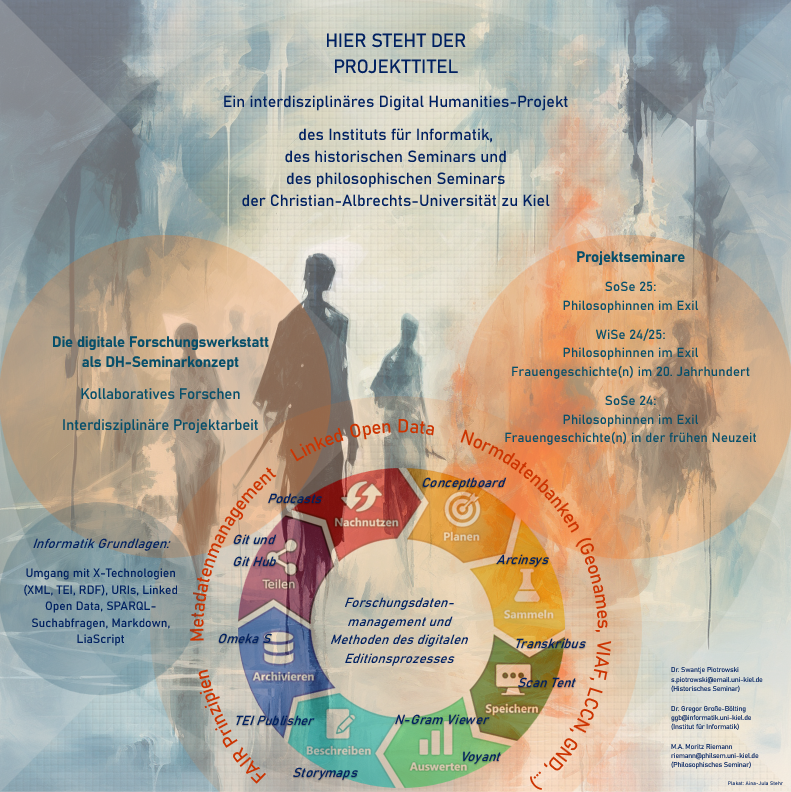 HIER STEHT DER
PROJEKTTITEL
Ein interdisziplinäres Digital Humanities-Projekt
des Instituts für Informatik,
des historischen Seminars und
des philosophischen Seminars
der Christian-Albrechts-Universität zu Kiel
Die digitale Forschungswerkstatt
als DH-Seminarkonzept
Kollaboratives Forschen
Interdisziplinäre Projektarbeit
Projektseminare
SoSe 25:
Philosophinnen im Exil
WiSe 24/25:
Philosophinnen im Exil
Frauengeschichte(n) im 20. Jahrhundert
SoSe 24:
Philosophinnen im Exil
Frauengeschichte(n) in der frühen Neuzeit
Informatik Grundlagen:
Umgang mit X-Technologien
(XML, TEI, RDF), URIs, Linked
Open Data, SPARQL-
Suchabfragen, Markdown,
LiaScript
FAIR Prinzipien
Metadatenmanagement
Linked Open Data
Normdatenbanken (Geonames, VIAF, LCCN, GND, ...)
Podcasts
Nachnutzen
Conceptboard
Planen
Arcinsys
Sammeln
Transkribus
Scan Tent
Speichern
N-Gram Viewer
Voyant
Auswerten
TEI Publisher
Beschreiben
Storymaps
Omeka S
Archivieren
Git und
Git Hub
Teilen
Forschungsdaten-
management und
Methoden des digitalen
Editionsprozesses
Dr. Swantje Piotrowski
s.piotrowski@email.uni-kiel.de
(Historisches Seminar)
Dr. Gregor Große-Bölting
ggb@informatik.uni-kiel.de
(Institut für Informatik)
M.A. Moritz Riemann
riemann@philsem.uni-kiel.de
(Philosophisches Seminar)
Plakat: Aina-Jula Stehr